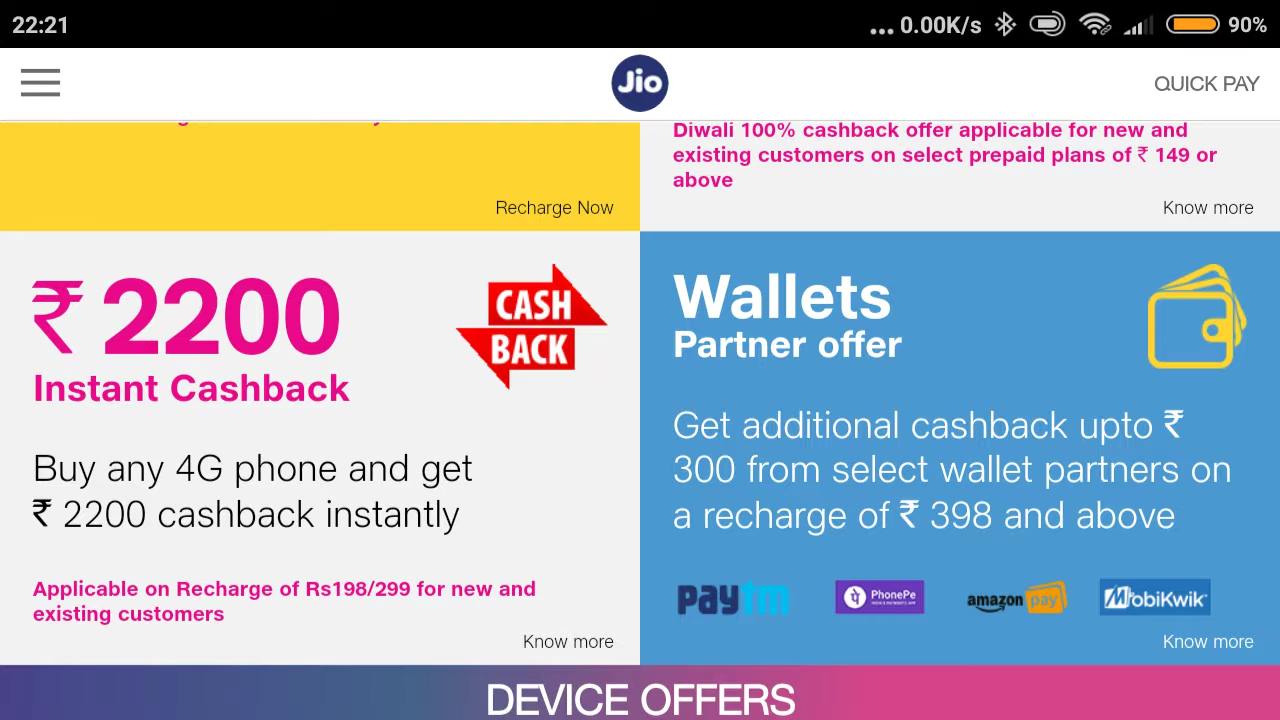 22:21
... 0.00K/s
90%
Jio
QUICK PAY
Diwali 100% cashback offer applicable for new and
existing customers on select prepaid plans of ₹ 149 or
above
Recharge Now
Know more
₹ 2200
Instant Cashback
CASH
BACK
Buy any 4G phone and get
₹ 2200 cashback instantly
Applicable on Recharge of Rs198/299 for new and
existing customers
Know more
Wallets
Partner offer
Get additional cashback upto ₹
300 from select wallet partners on
a recharge of ₹ 398 and above
paytm
PhonePe
amazon pay
MobiKwik
Know more
DEVICE OFFERS